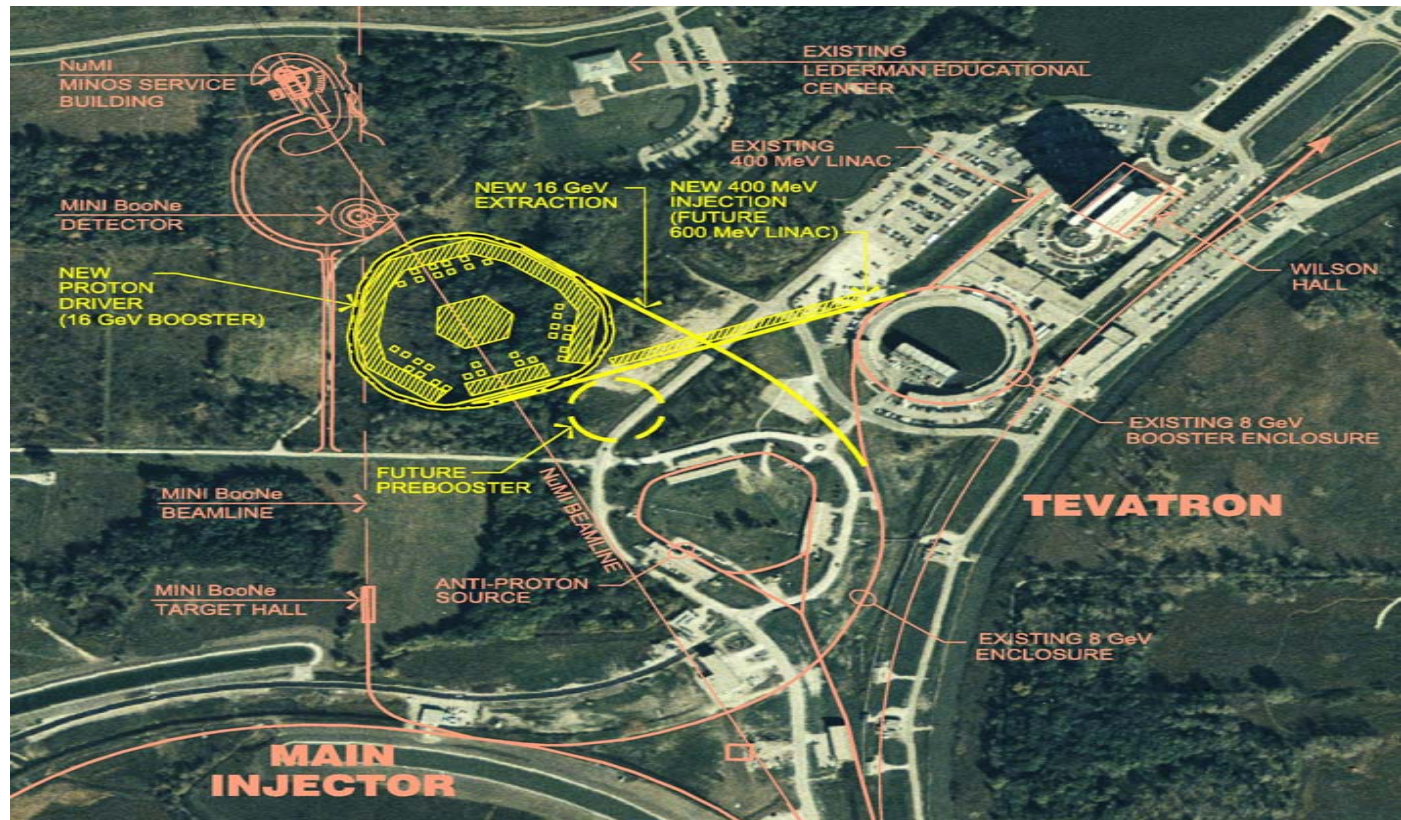 NuMI
MINOS SERVICE
BUILDING
EXISTING
LEDERMAN EDUCATIONAL
CENTER
EXISTING
400 MeV LINAC
NEW 16 GeV
EXTRACTION
NEW 400 MeV
INJECTION
(FUTURE
600 MeV LINAC)
MINI BooNe
DETECTOR
NEW
PROTON
DRIVER
(16 GeV BOOSTER)
WILSON
HALL
EXISTING 8 GeV
BOOSTER ENCLOSURE
FUTURE
PREBOOSTER
NuMI BEAMLINE
MINI BooNe
BEAMLINE
TEVATRON
ANTI-PROTON
SOURCE
MINI BooNe
TARGET HALL
EXISTING 8 GeV
ENCLOSURE
MAIN
INJECTOR